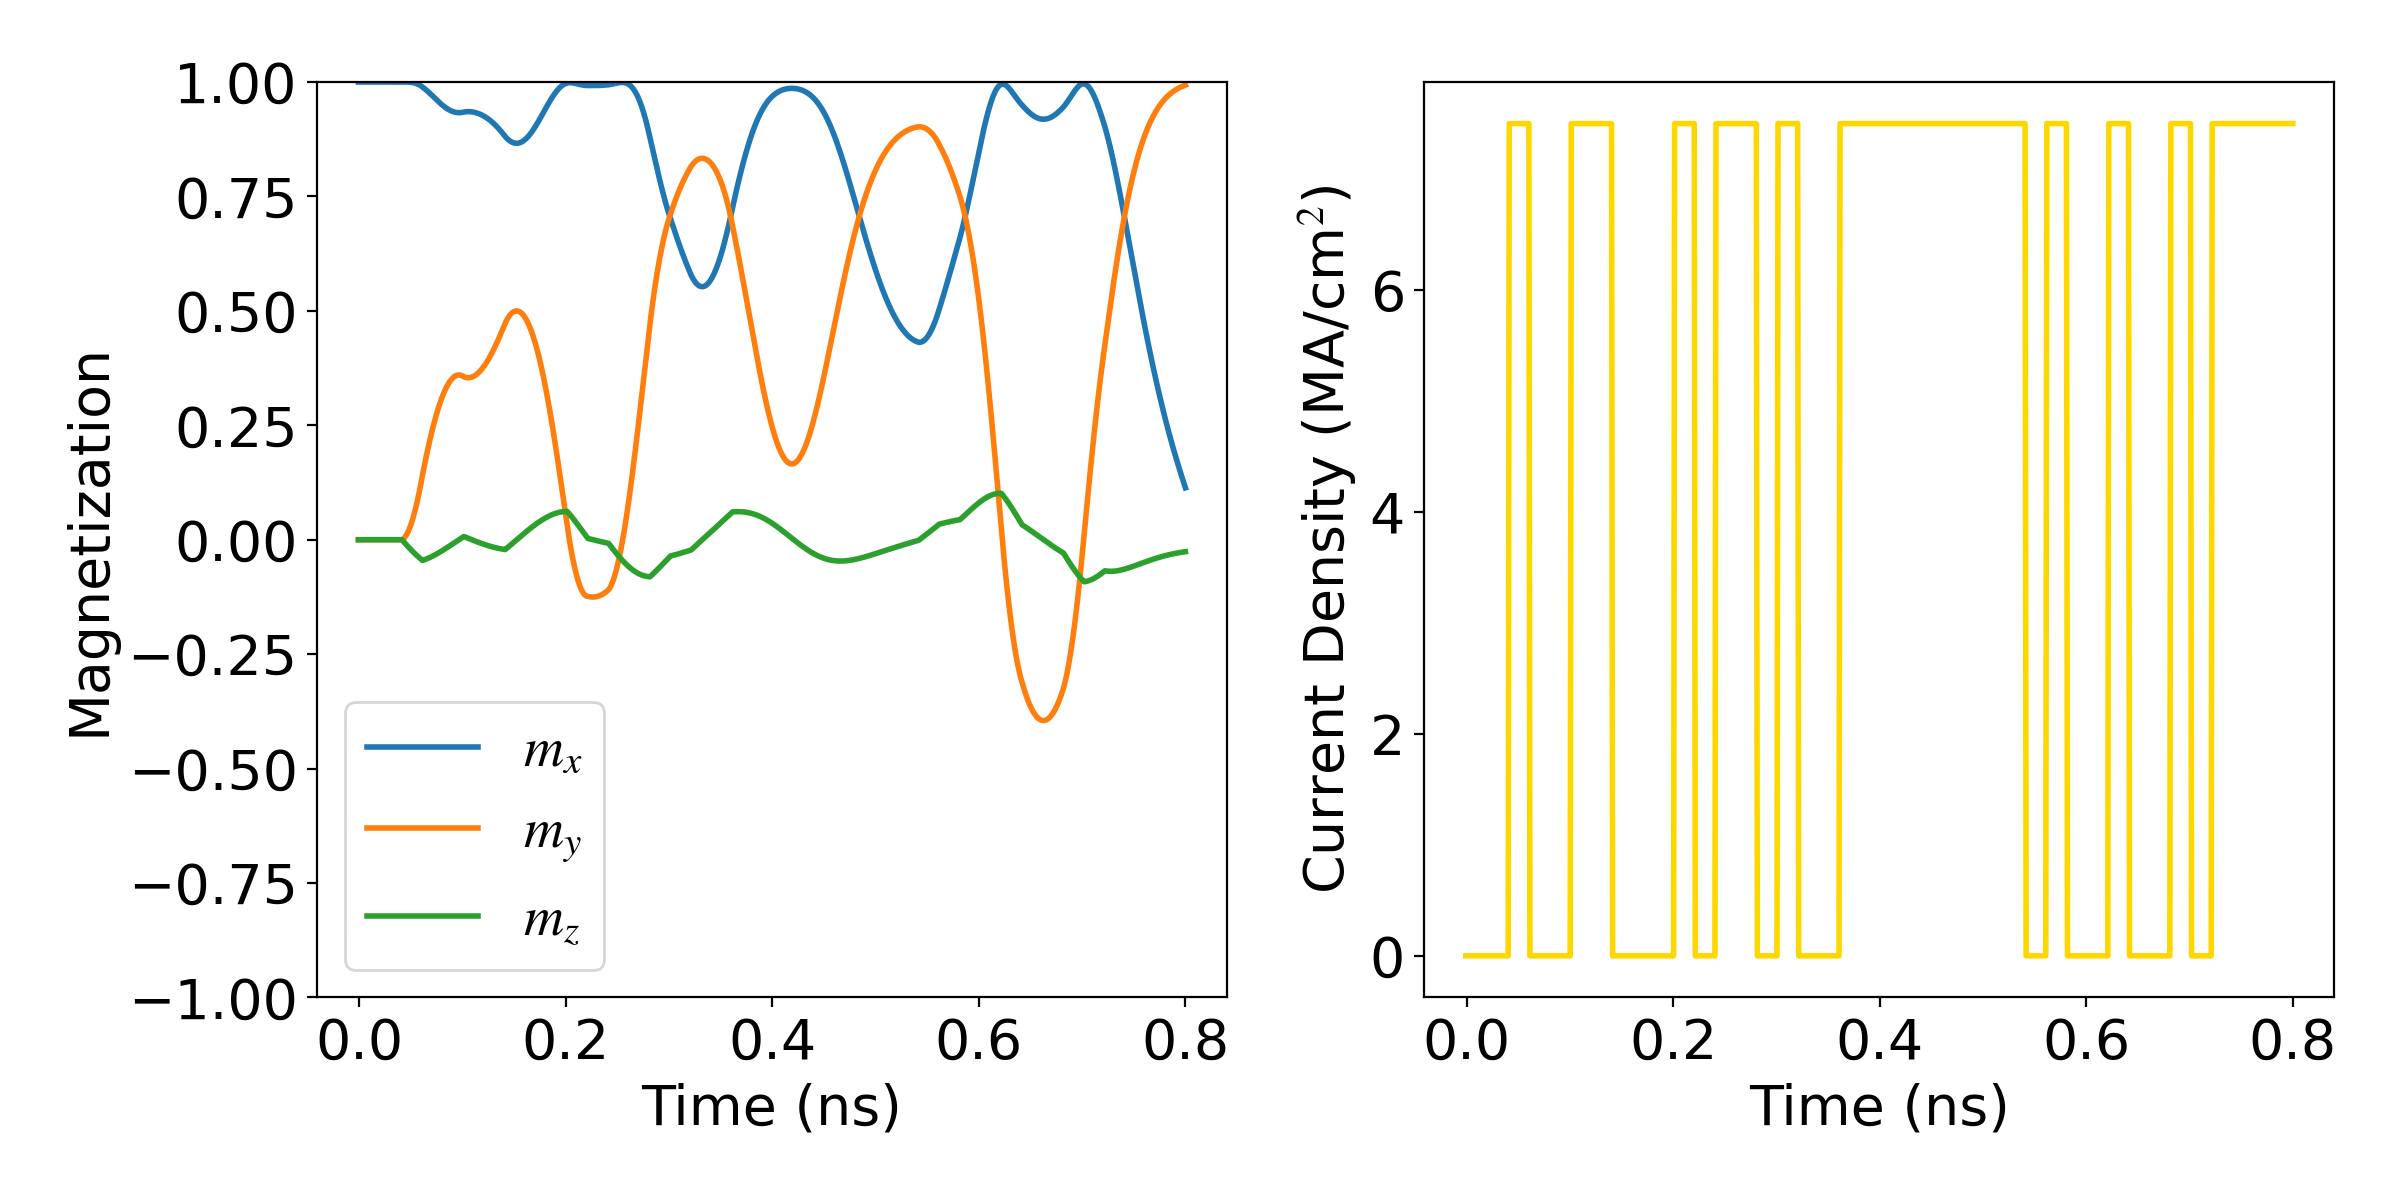 Magnetization
1.00
0.75
0.50
0.25
0.00
−0.25
−0.50
−0.75
−1.00
m_x
m_y
m_z
0.0 0.2 0.4 0.6 0.8
Time (ns)
Current Density (MA/cm²)
6
4
2
0
0.0 0.2 0.4 0.6 0.8
Time (ns)